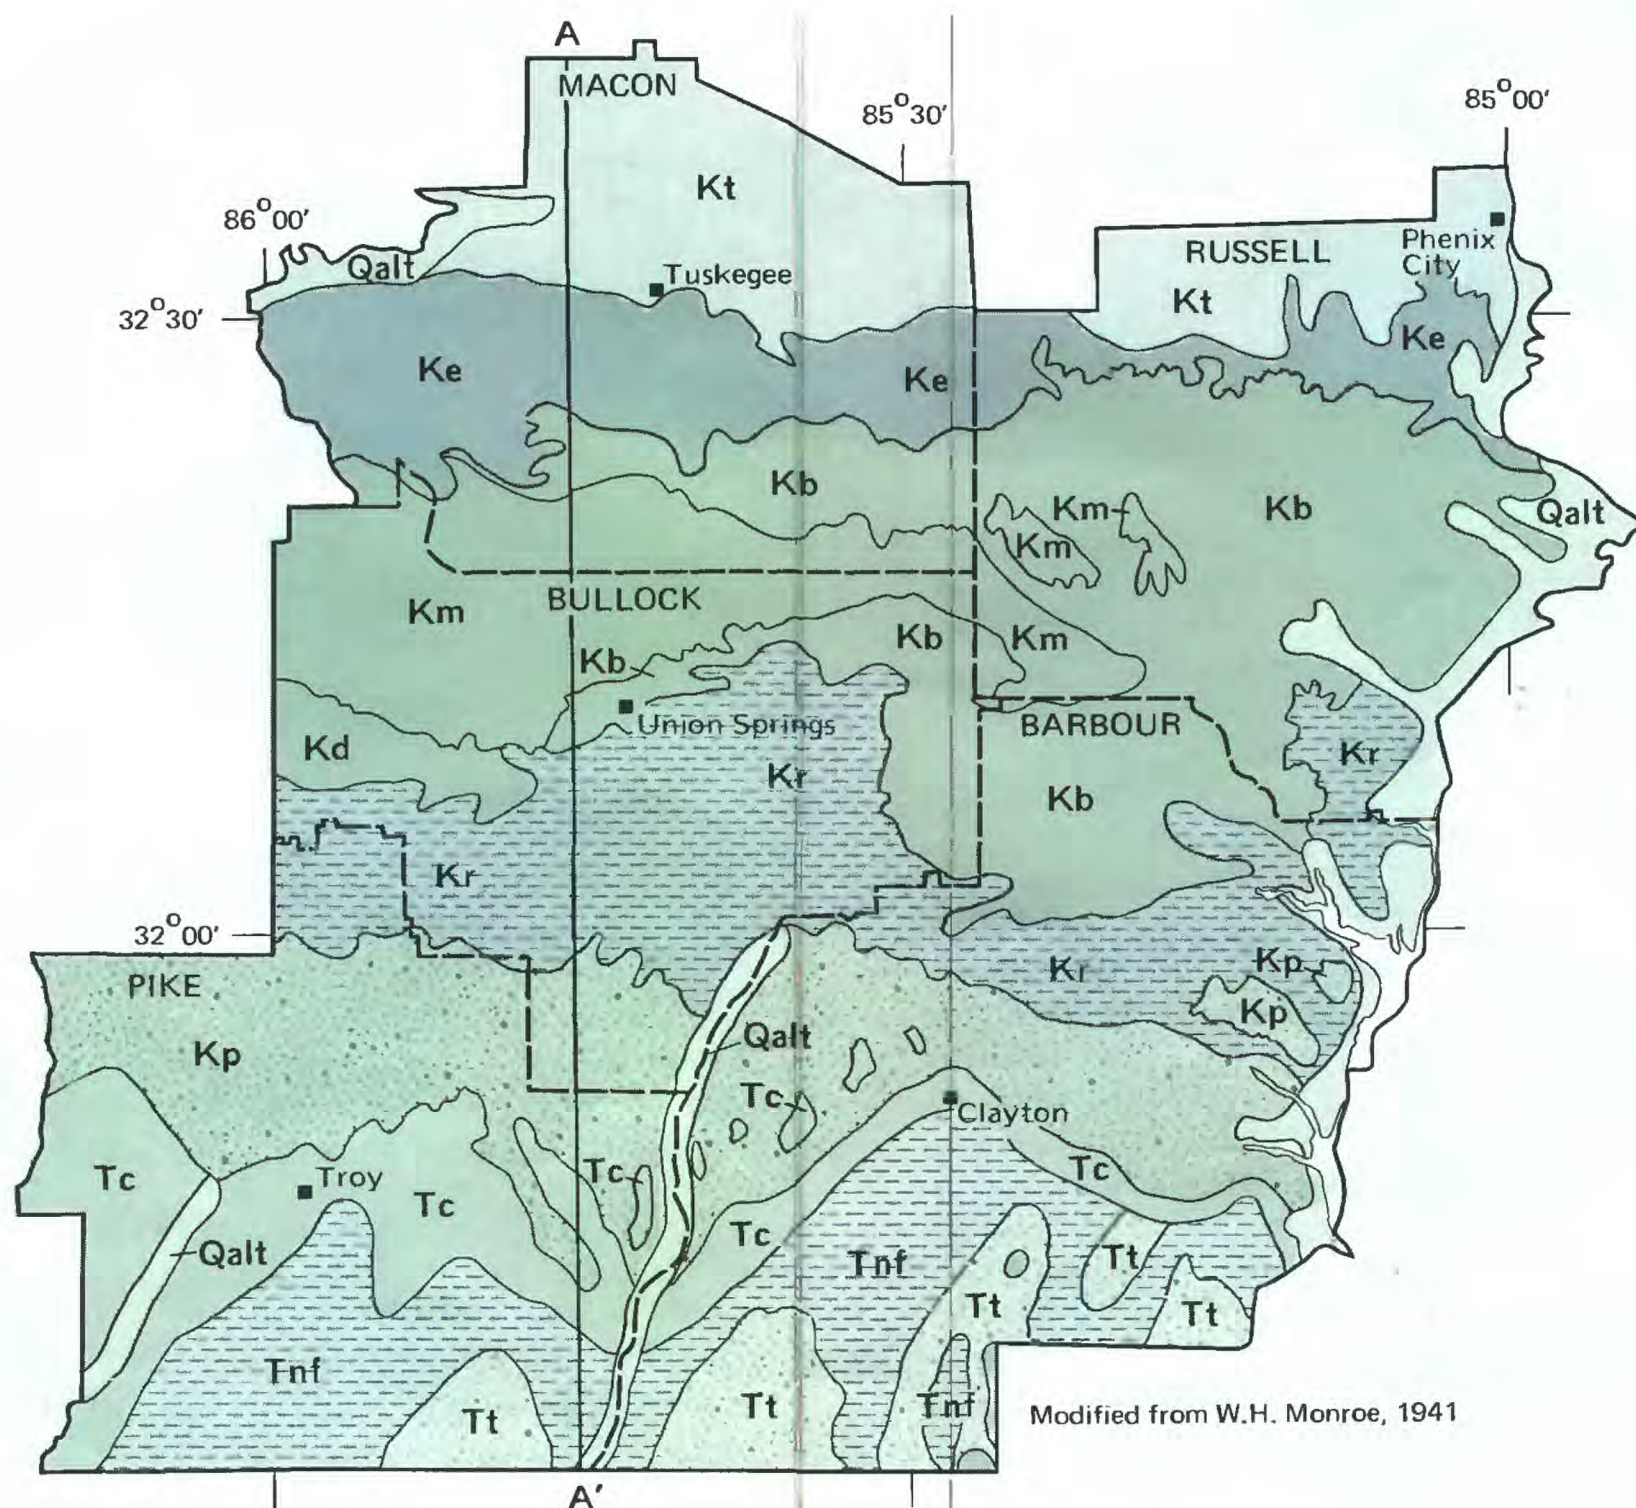 A
MACON
85°30'
85°00'
Kt
86°00'
RUSSELL
Phenix
City
Qalt
Tuskegee
Kt
32°30'
Ke
Ke
Ke
Kb
Km
Kb
Qalt
Km
BULLOCK
Km
Kb
Km
Kb
Union Springs
BARBOUR
Kd
Kr
Kr
Kb
Kr
32°00'
PIKE
Kr
Kp
Kp
Qalt
Kp
Tc
Clayton
Tc
Troy
Tc
Tc
Tc
Tc
Qalt
Tnf
Tt
Tt
Tt
Tnf
Tt
Tt
Tnf
Modified from W.H. Monroe, 1941
A'